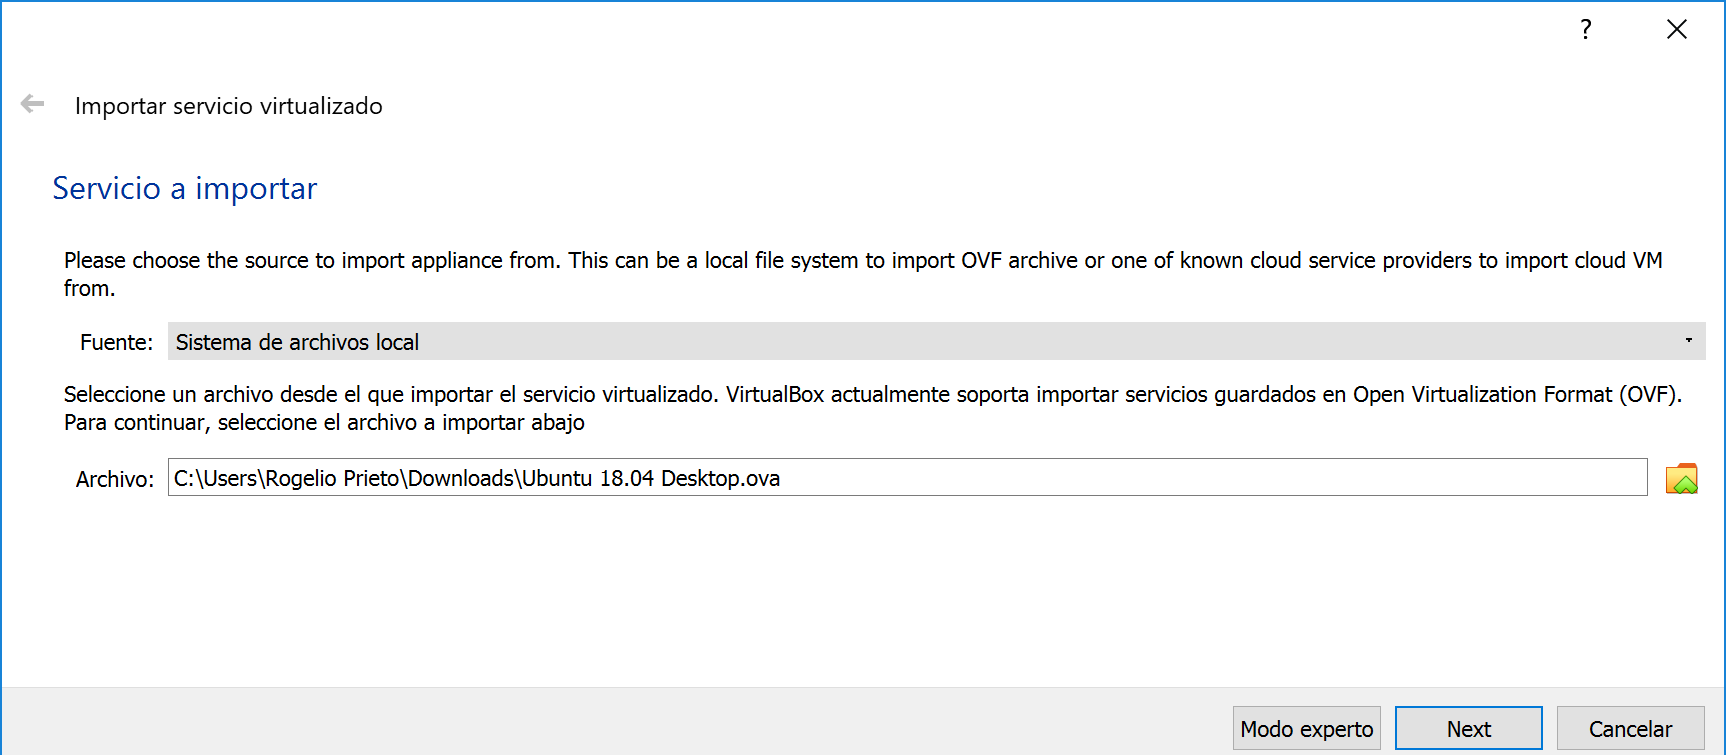 ?
Importar servicio virtualizado
Servicio a importar
Please choose the source to import appliance from. This can be a local file system to import OVF archive or one of known cloud service providers to import cloud VM
from.
Fuente: Sistema de archivos local
Seleccione un archivo desde el que importar el servicio virtualizado. VirtualBox actualmente soporta importar servicios guardados en Open Virtualization Format (OVF).
Para continuar, seleccione el archivo a importar abajo
Archivo: C:\Users\Rogelio Prieto\Downloads\Ubuntu 18.04 Desktop.ova
Modo experto Next Cancelar